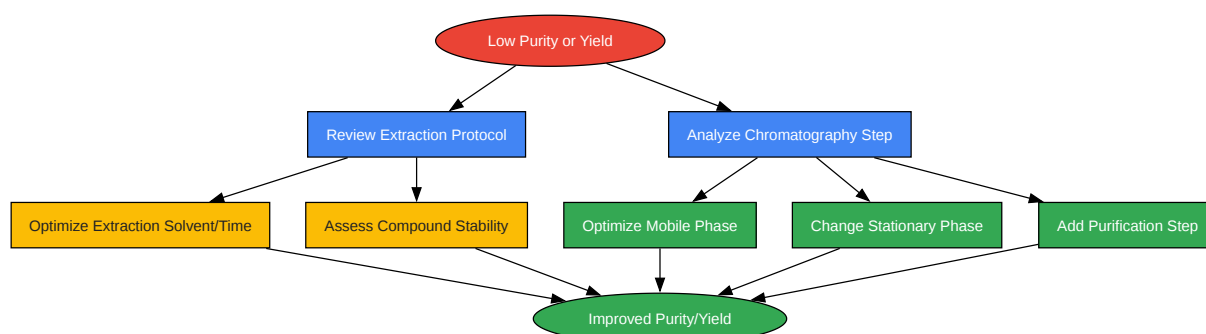 Low Purity or Yield
Review Extraction Protocol
Analyze Chromatography Step
Optimize Extraction Solvent/Time
Assess Compound Stability
Optimize Mobile Phase
Change Stationary Phase
Add Purification Step
Improved Purity/Yield